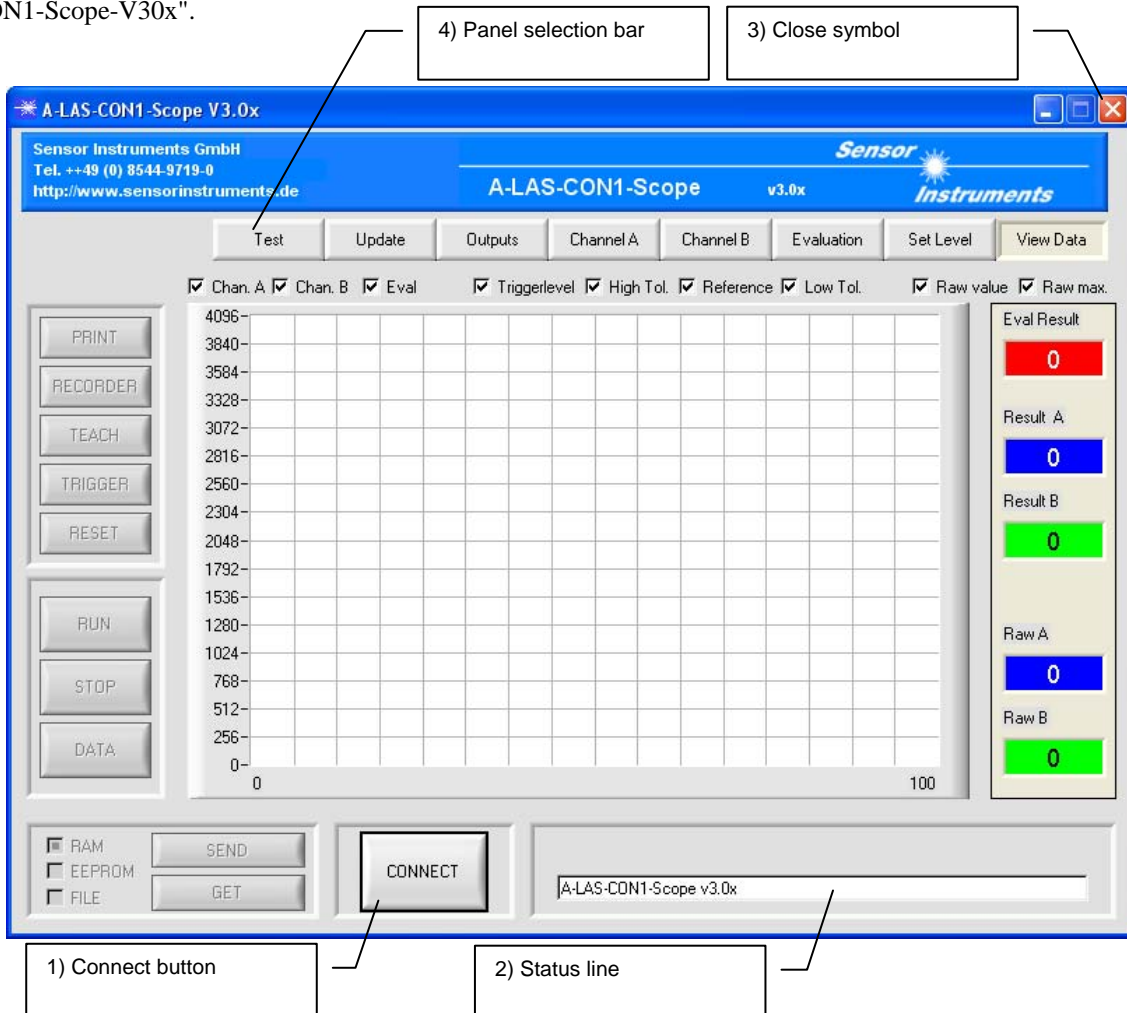 ON1-Scope-V30x".
4) Panel selection bar
3) Close symbol
A-LAS-CON1-Scope V3.0x
Sensor Instruments GmbH
Tel. ++49 (0) 8544-9719-0
http://www.sensorinstruments.de
A-LAS-CON1-Scope v3.0x
Sensor
Instruments
Test Update Outputs Channel A Channel B Evaluation Set Level View Data
Chan. A Chan. B Eval Triggerlevel High Tol. Reference Low Tol. Raw value Raw max.
PRINT
RECORDER
TEACH
TRIGGER
RESET
RUN
STOP
DATA
4096
3840
3584
3328
3072
2816
2560
2304
2048
1792
1536
1280
1024
768
512
256
0
0 100
Eval Result
0
Result A
0
Result B
0
Raw A
0
Raw B
0
RAM
EEPROM
FILE
SEND
GET
CONNECT
A-LAS-CON1-Scope v3.0x
1) Connect button
2) Status line